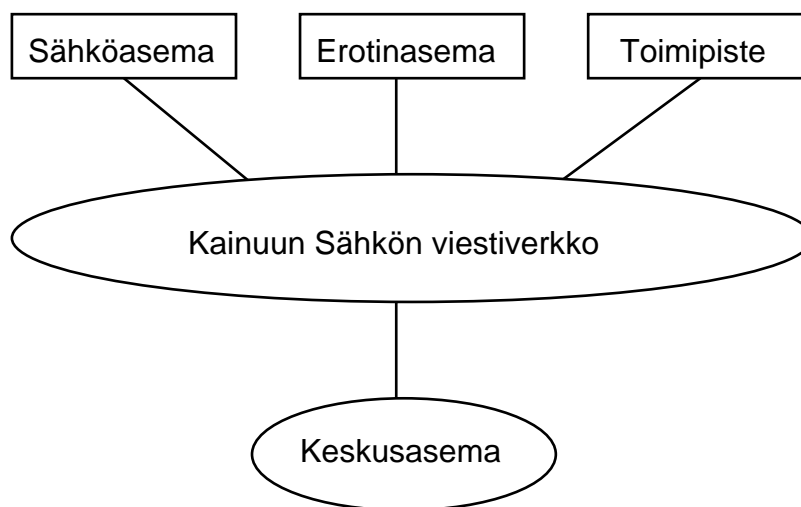 Sähköasema
Erotinasema
Toimipiste
Kainuun Sähkön viestiverkko
Keskusasema